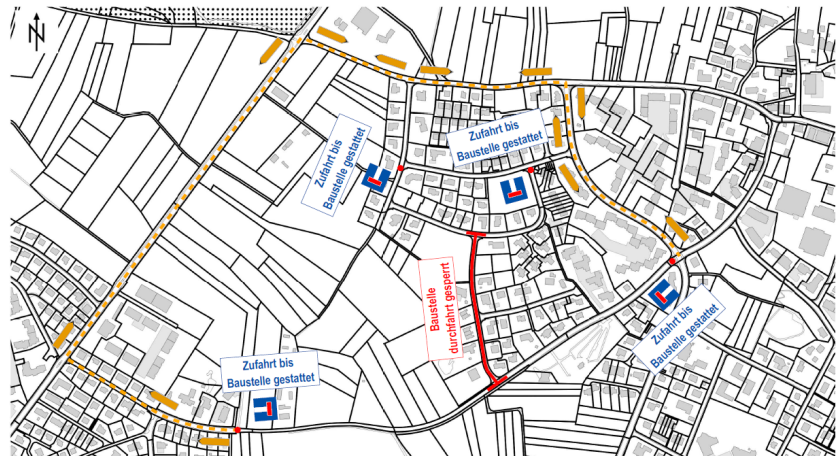 N
Zufahrt bis
Baustelle gestattet
Zufahrt bis
Baustelle gestattet
Baustelle
durchfahrt gesperrt
Zufahrt bis
Baustelle gestattet
Zufahrt bis
Baustelle gestattet